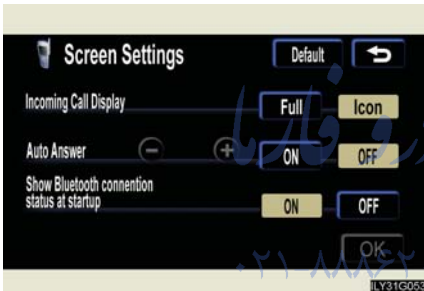 Screen Settings
Default
Incoming Call Display
Full
Icon
Auto Answer
ON
OFF
Show Bluetooth connention
status at startup
ON
OFF
OK
ILY31G053